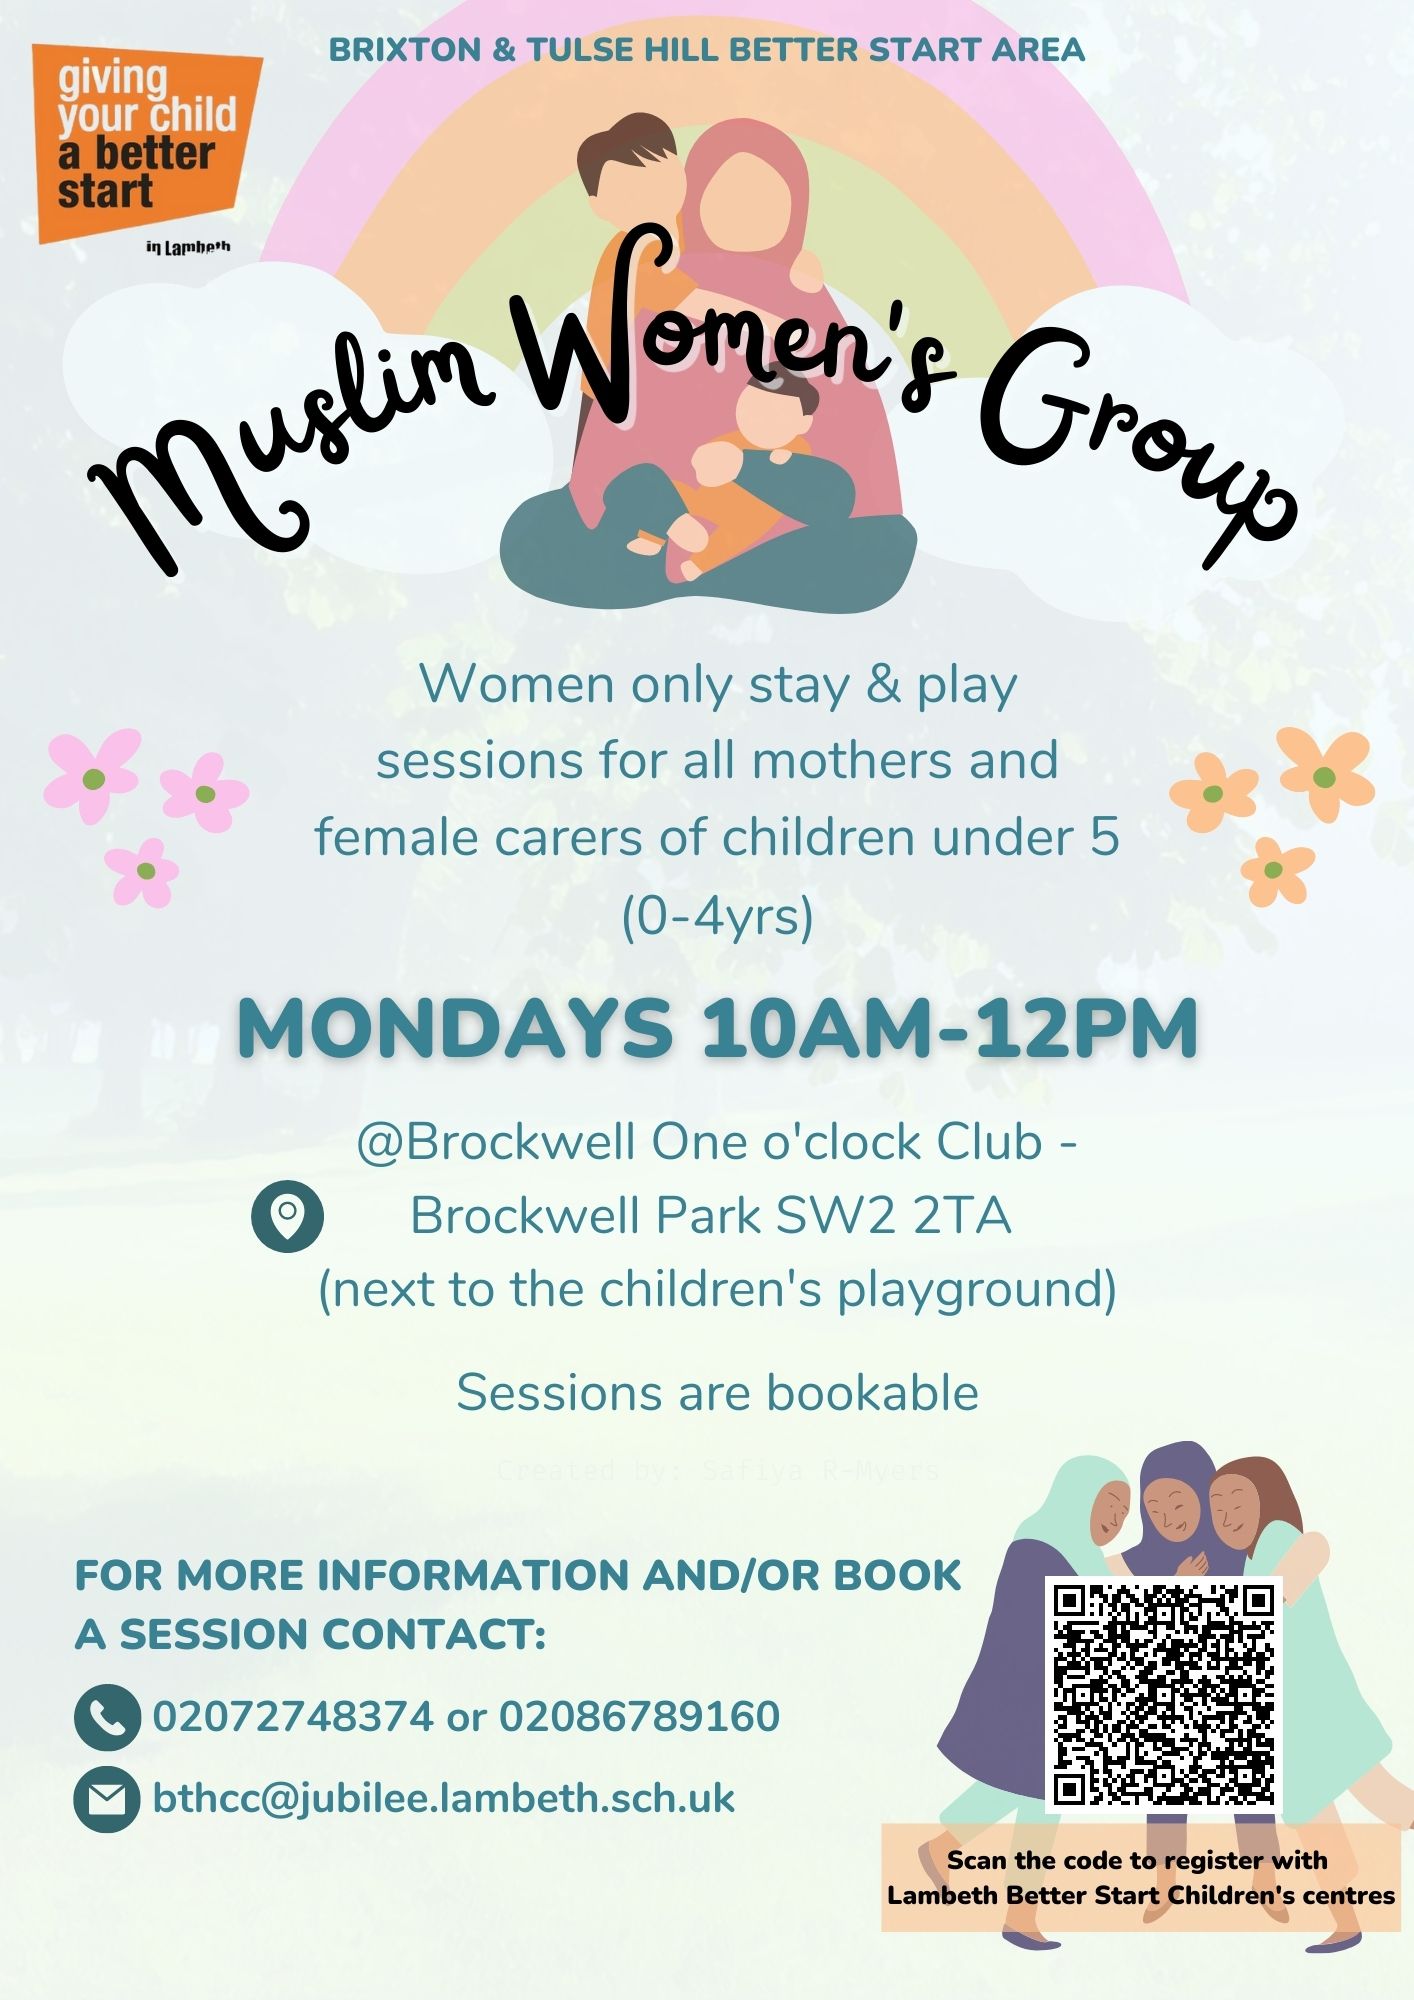 BRIXTON & TULSE HILL BETTER START AREA
giving
your child
a better
start
in Lambeth
Muslim Women's Group
Women only stay & play
sessions for all mothers and
female carers of children under 5
(0-4yrs)
MONDAYS 10AM-12PM
@Brockwell One o'clock Club -
Brockwell Park SW2 2TA
(next to the children's playground)
Sessions are bookable
Created by: Safiya R-Myers
FOR MORE INFORMATION AND/OR BOOK
A SESSION CONTACT:
02072748374 or 02086789160
bthcc@jubilee.lambeth.sch.uk
Scan the code to register with
Lambeth Better Start Children's centres